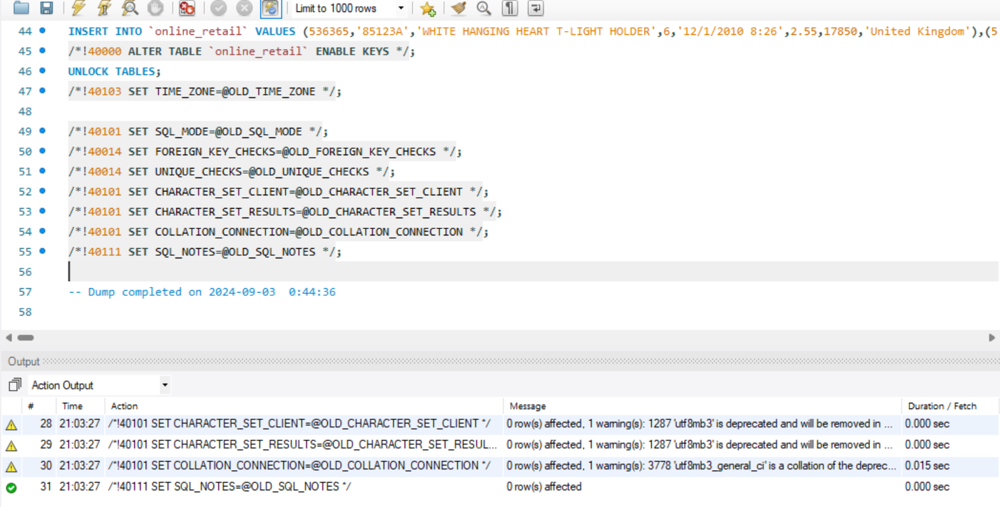 Limit to 1000 rows
44 INSERT INTO `online_retail` VALUES (536365,'85123A','WHITE HANGING HEART T-LIGHT HOLDER',6,'12/1/2010 8:26',2.55,17850,'United Kingdom'),(5
45 /*!40000 ALTER TABLE `online_retail` ENABLE KEYS */;
46 UNLOCK TABLES;
47 /*!40103 SET TIME_ZONE=@OLD_TIME_ZONE */;
48
49 /*!40101 SET SQL_MODE=@OLD_SQL_MODE */;
50 /*!40014 SET FOREIGN_KEY_CHECKS=@OLD_FOREIGN_KEY_CHECKS */;
51 /*!40014 SET UNIQUE_CHECKS=@OLD_UNIQUE_CHECKS */;
52 /*!40101 SET CHARACTER_SET_CLIENT=@OLD_CHARACTER_SET_CLIENT */;
53 /*!40101 SET CHARACTER_SET_RESULTS=@OLD_CHARACTER_SET_RESULTS */;
54 /*!40101 SET COLLATION_CONNECTION=@OLD_COLLATION_CONNECTION */;
55 /*!40111 SET SQL_NOTES=@OLD_SQL_NOTES */;
56
57 -- Dump completed on 2024-09-03  0:44:36
58
Output
Action Output
# Time Action Message Duration / Fetch
28 21:03:27 /*!40101 SET CHARACTER_SET_CLIENT=@OLD_CHARACTER_SET_CLIENT */ 0 row(s) affected, 1 warning(s): 1287 'utf8mb3' is deprecated and will be removed in ... 0.000 sec
29 21:03:27 /*!40101 SET CHARACTER_SET_RESULTS=@OLD_CHARACTER_SET_RESUL... 0 row(s) affected, 1 warning(s): 1287 'utf8mb3' is deprecated and will be removed in ... 0.000 sec
30 21:03:27 /*!40101 SET COLLATION_CONNECTION=@OLD_COLLATION_CONNECTION */ 0 row(s) affected, 1 warning(s): 3778 'utf8mb3_general_ci' is a collation of the deprec... 0.015 sec
31 21:03:27 /*!40111 SET SQL_NOTES=@OLD_SQL_NOTES */ 0 row(s) affected 0.000 sec